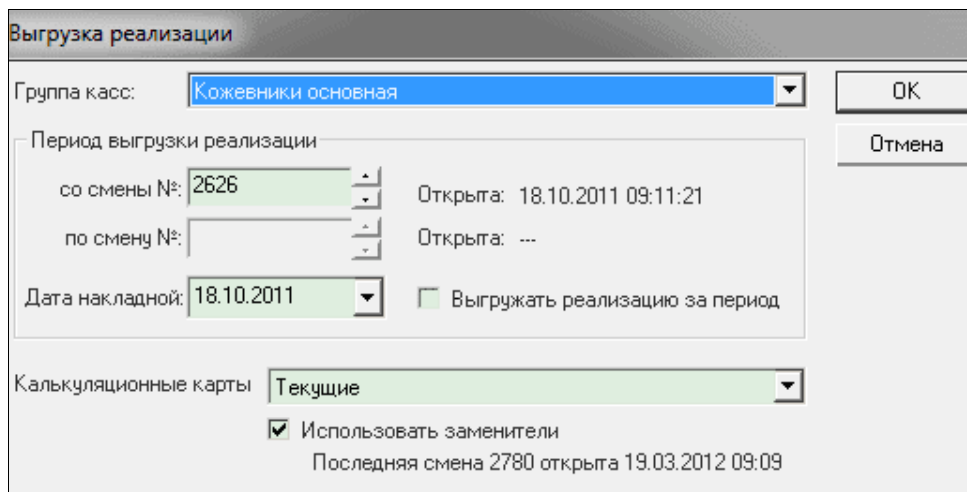 Выгрузка реализации
Группа касс: Кожевники основная
OK
Период выгрузки реализации
Отмена
со смены №: 2626 Открыта: 18.10.2011 09:11:21
по смену №: Открыта: ---
Дата накладной: 18.10.2011 Выгружать реализацию за период
Калькуляционные карты Текущие
Использовать заменители
Последняя смена 2780 открыта 19.03.2012 09:09